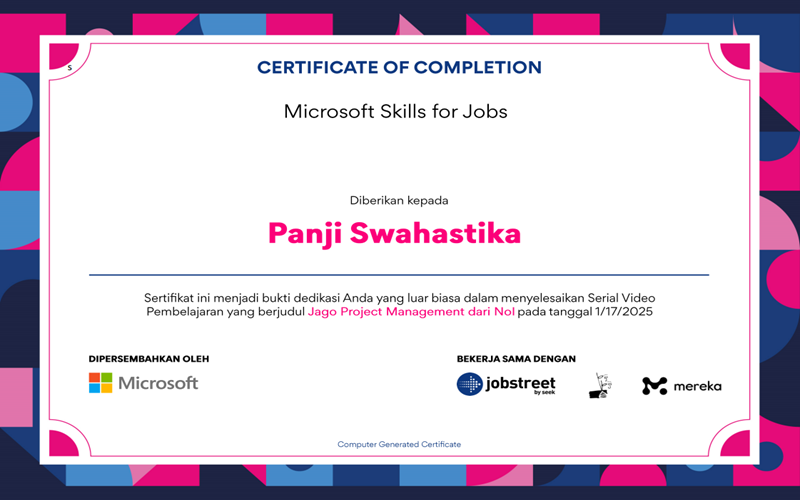 S
CERTIFICATE OF COMPLETION
Microsoft Skills for Jobs
Diberikan kepada
Panji Swahastika
Sertifikat ini menjadi bukti dedikasi Anda yang luar biasa dalam menyelesaikan Serial Video
Pembelajaran yang berjudul Jago Project Management dari Nol pada tanggal 1/17/2025
DIPERSEMBAHKAN OLEH
Microsoft
BEKERJA SAMA DENGAN
jobstreet
by seek
mereka
Computer Generated Certificate